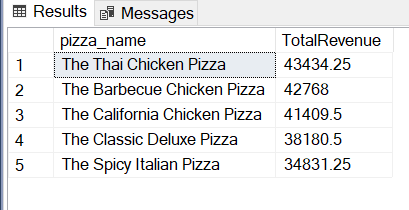 Results Messages
pizza_name TotalRevenue
1 The Thai Chicken Pizza 43434.25
2 The Barbecue Chicken Pizza 42768
3 The California Chicken Pizza 41409.5
4 The Classic Deluxe Pizza 38180.5
5 The Spicy Italian Pizza 34831.25